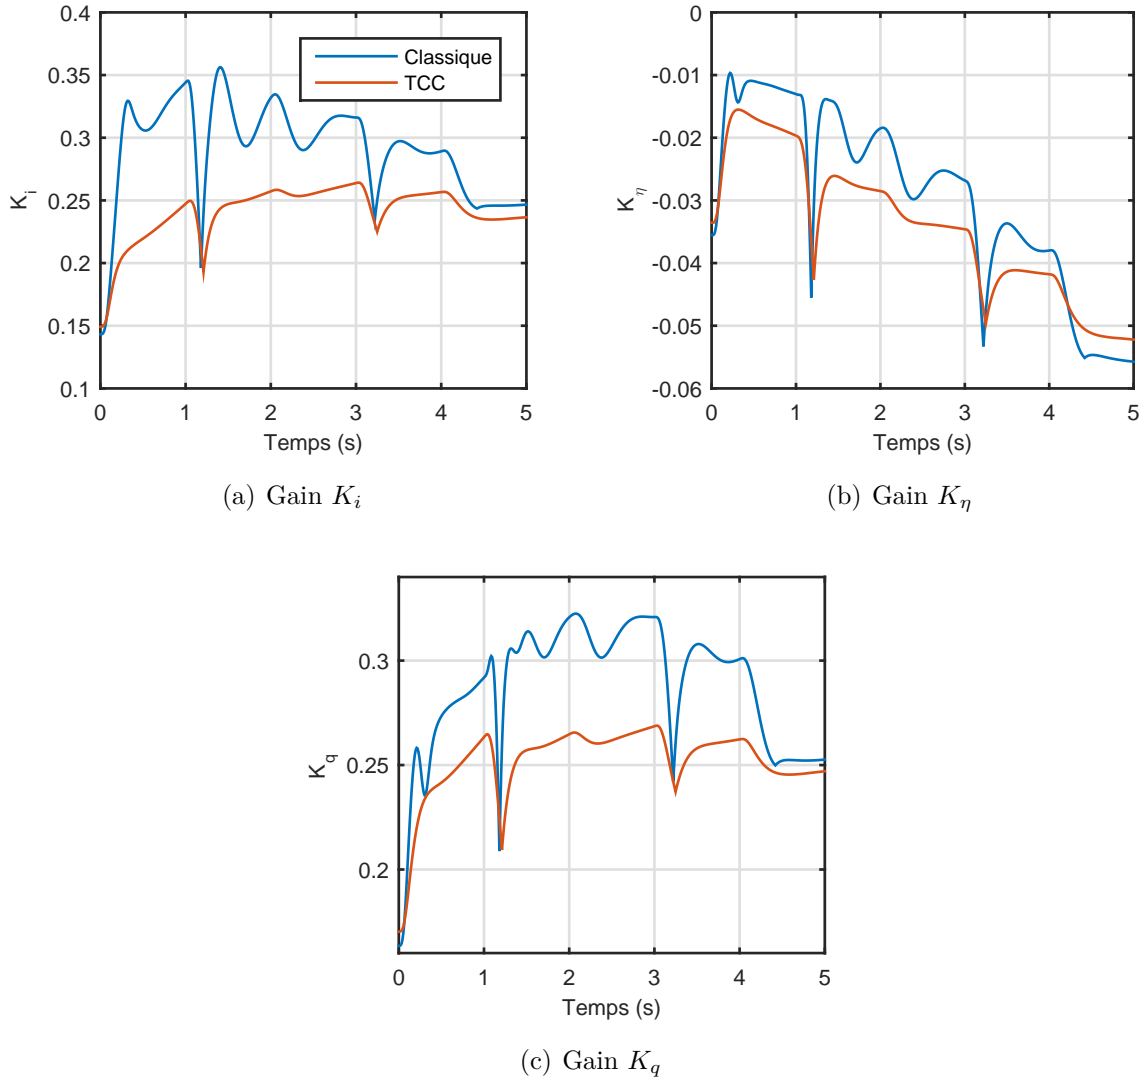 0.4
0.35
0.3
0.25
0.2
0.15
0.1
K_i
0 1 2 3 4 5
Temps (s)
Classique
TCC
(a) Gain K_i
0
-0.01
-0.02
-0.03
-0.04
-0.05
-0.06
K_η
0 1 2 3 4 5
Temps (s)
(b) Gain K_η
0.3
0.25
0.2
K_q
0 1 2 3 4 5
Temps (s)
(c) Gain K_q